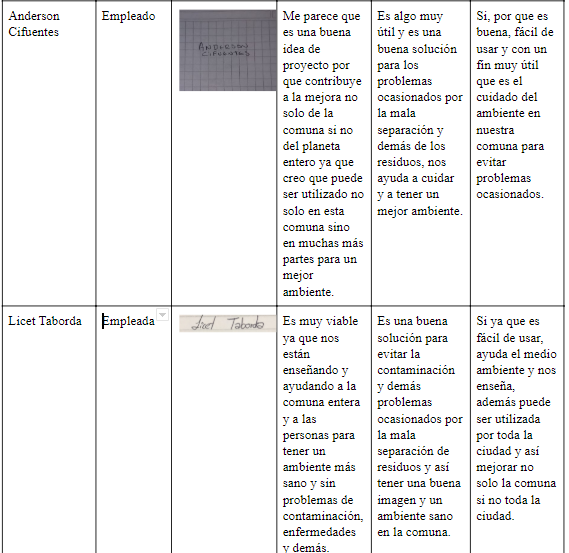 Anderson
Cifuentes
Empleado
ANDERSON
CIFUENTES
Me parece que
es una buena
idea de
proyecto por
que contribuye
a la mejora no
solo de la
comuna si no
del planeta
entero ya que
creo que puede
ser utilizado no
solo en esta
comuna sino
en muchas más
partes para un
mejor
ambiente.
Es algo muy
útil y es una
buena solución
para los
problemas
ocasionados por
la mala
separación y
demás de los
residuos, nos
ayuda a cuidar
y a tener un
mejor ambiente.
Si, por que es
buena, fácil de
usar y con un
fin muy útil
que es el
cuidado del
ambiente en
nuestra
comuna para
evitar
problemas
ocasionados.
Licet Taborda
Empleada
Licet Taborda
Es muy viable
ya que nos
están
enseñando y
ayudando a la
comuna entera
y a las
personas para
tener un
ambiente más
sano y sin
problemas de
contaminación,
enfermedades
y demás.
Es una buena
solución para
evitar la
contaminación
y demás
problemas
ocasionados por
la mala
separación de
residuos y así
tener una buena
imagen y un
ambiente sano
en la comuna.
Si ya que es
fácil de usar,
ayuda el medio
ambiente y nos
enseña,
además puede
ser utilizada
por toda la
ciudad y así
mejorar no
solo la comuna
si no toda la
ciudad.